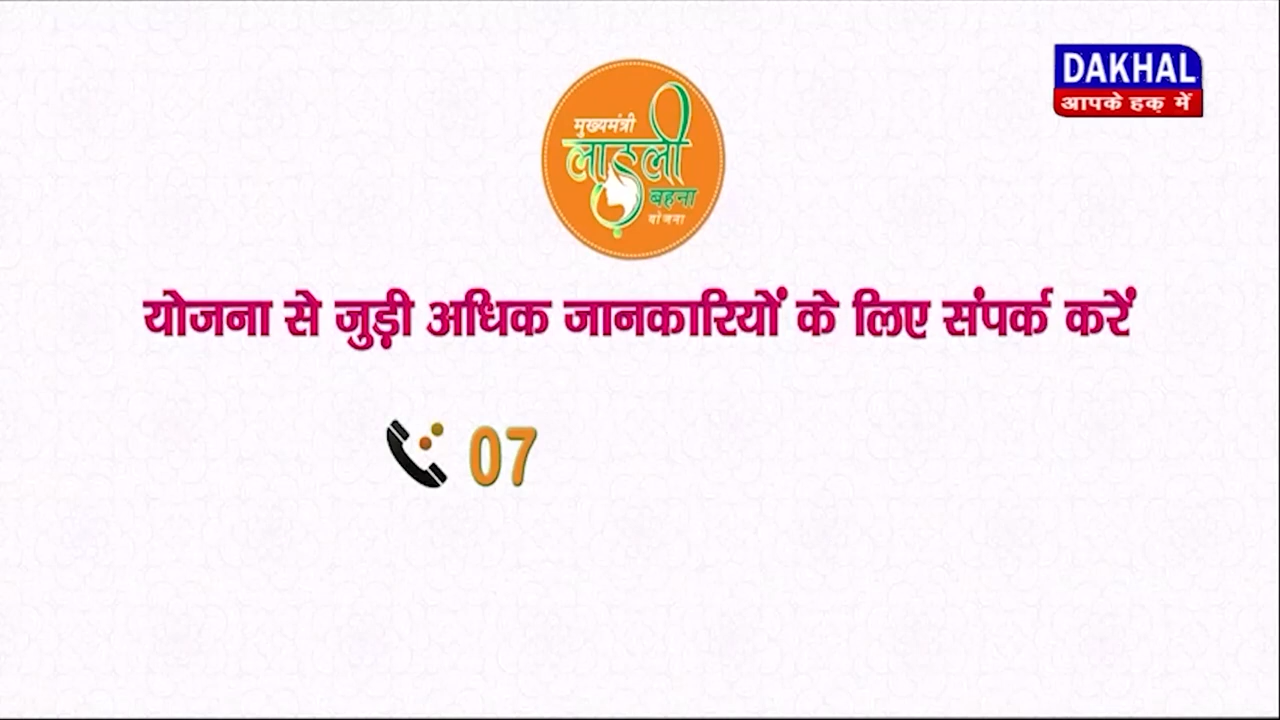 DAKHAL
आपके हक में
मुख्यमंत्री
लाड़ली
बहना
योजना
योजना से जुड़ी अधिक जानकारियों के लिए संपर्क करें
07